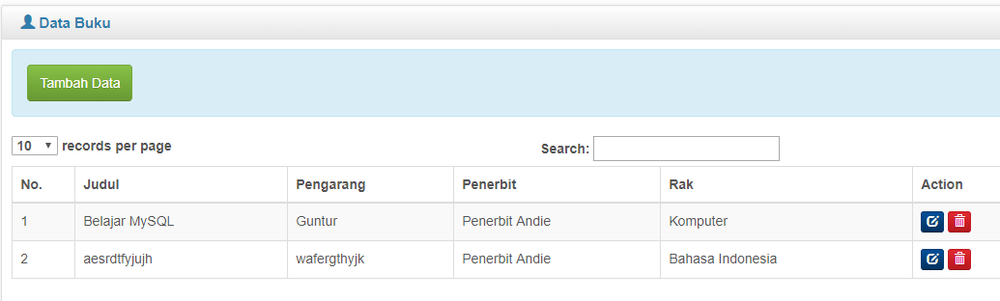 Data Buku
Tambah Data
10 records per page Search:
No. Judul Pengarang Penerbit Rak Action
1 Belajar MySQL Guntur Penerbit Andie Komputer
2 aesrdtfyjujh wafergthyjk Penerbit Andie Bahasa Indonesia